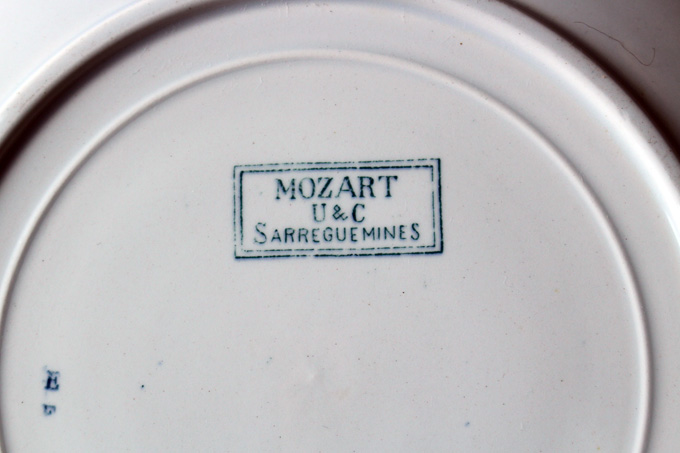 MOZART
U & C
SARREGUEMINES
E